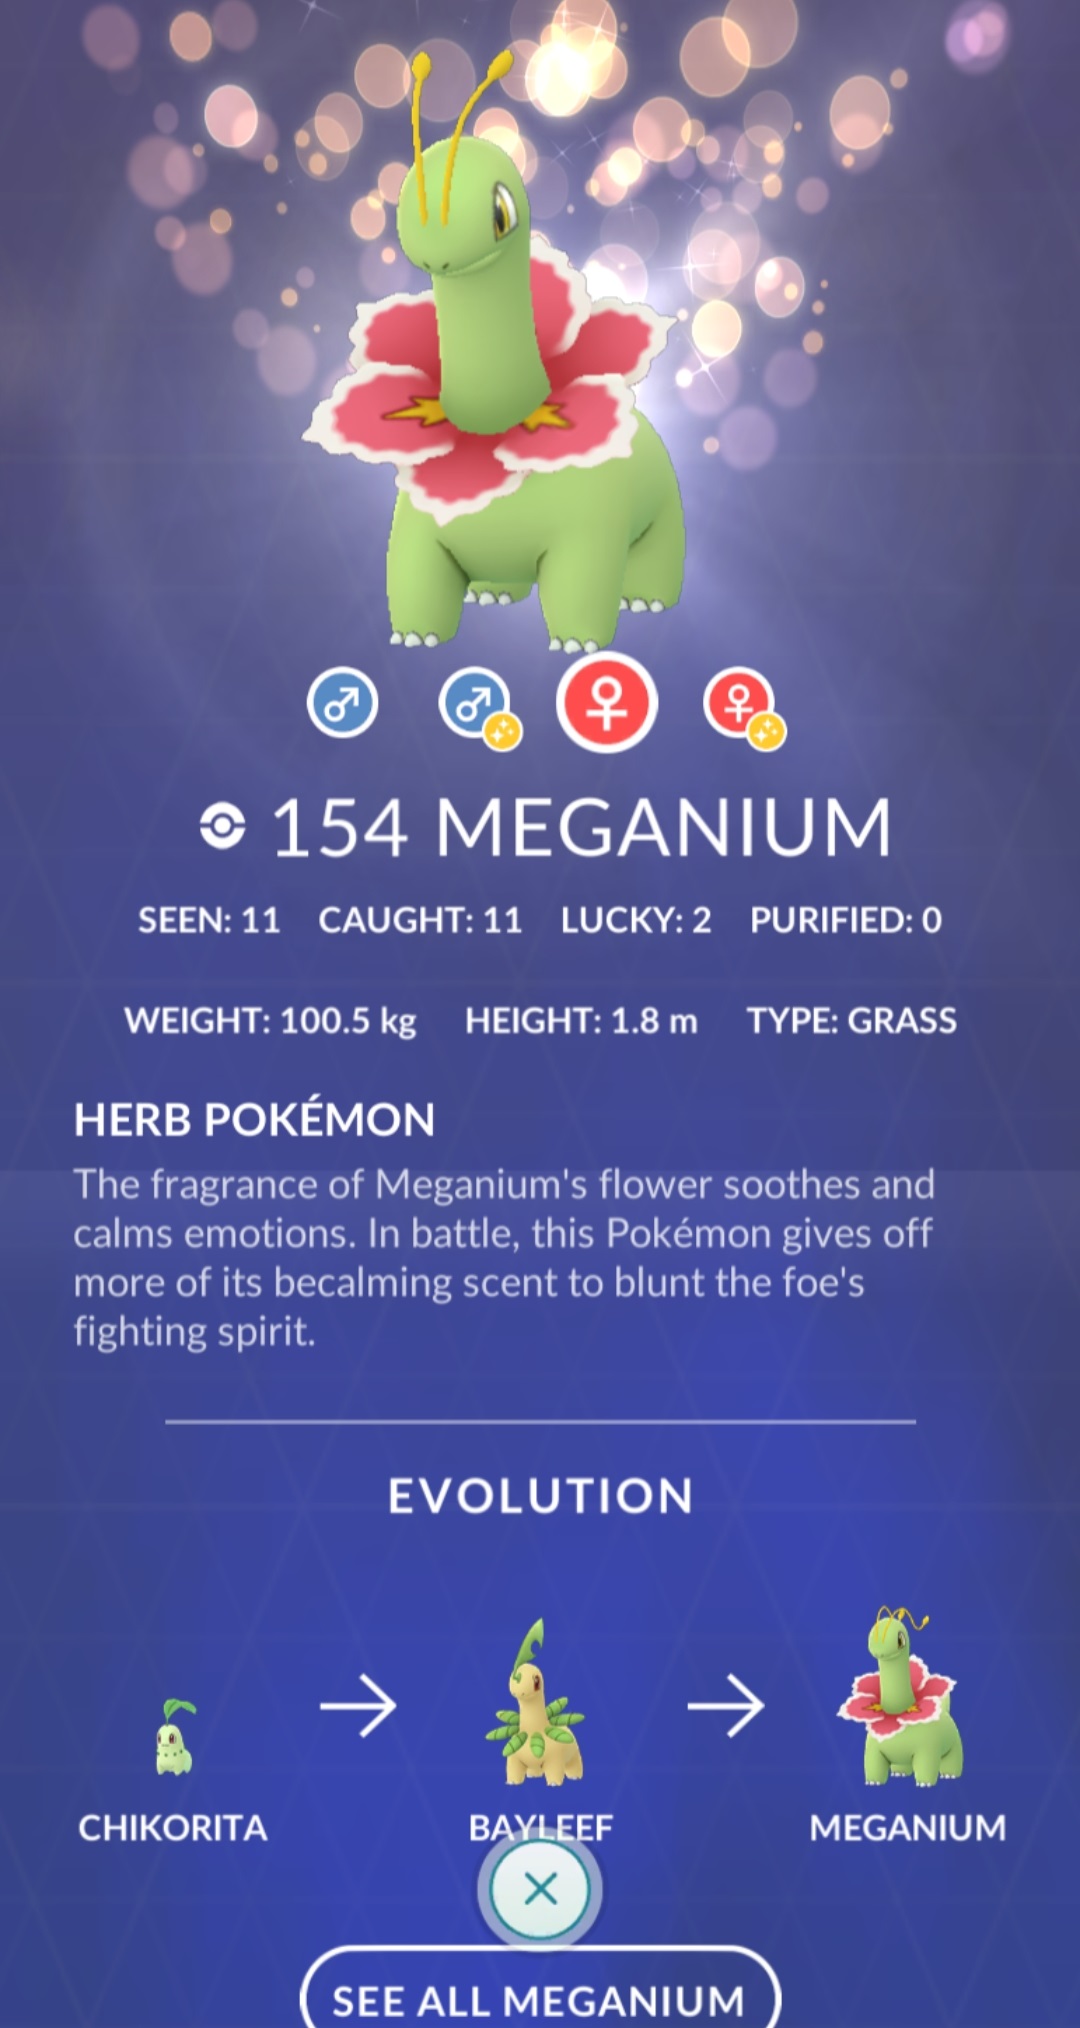 154 MEGANIUM
SEEN: 11 CAUGHT: 11 LUCKY: 2 PURIFIED: 0
WEIGHT: 100.5 kg HEIGHT: 1.8 m TYPE: GRASS
HERB POKÉMON
The fragrance of Meganium's flower soothes and
calms emotions. In battle, this Pokémon gives off
more of its becalming scent to blunt the foe's
fighting spirit.
EVOLUTION
CHIKORITA BAYLEEF MEGANIUM
SEE ALL MEGANIUM